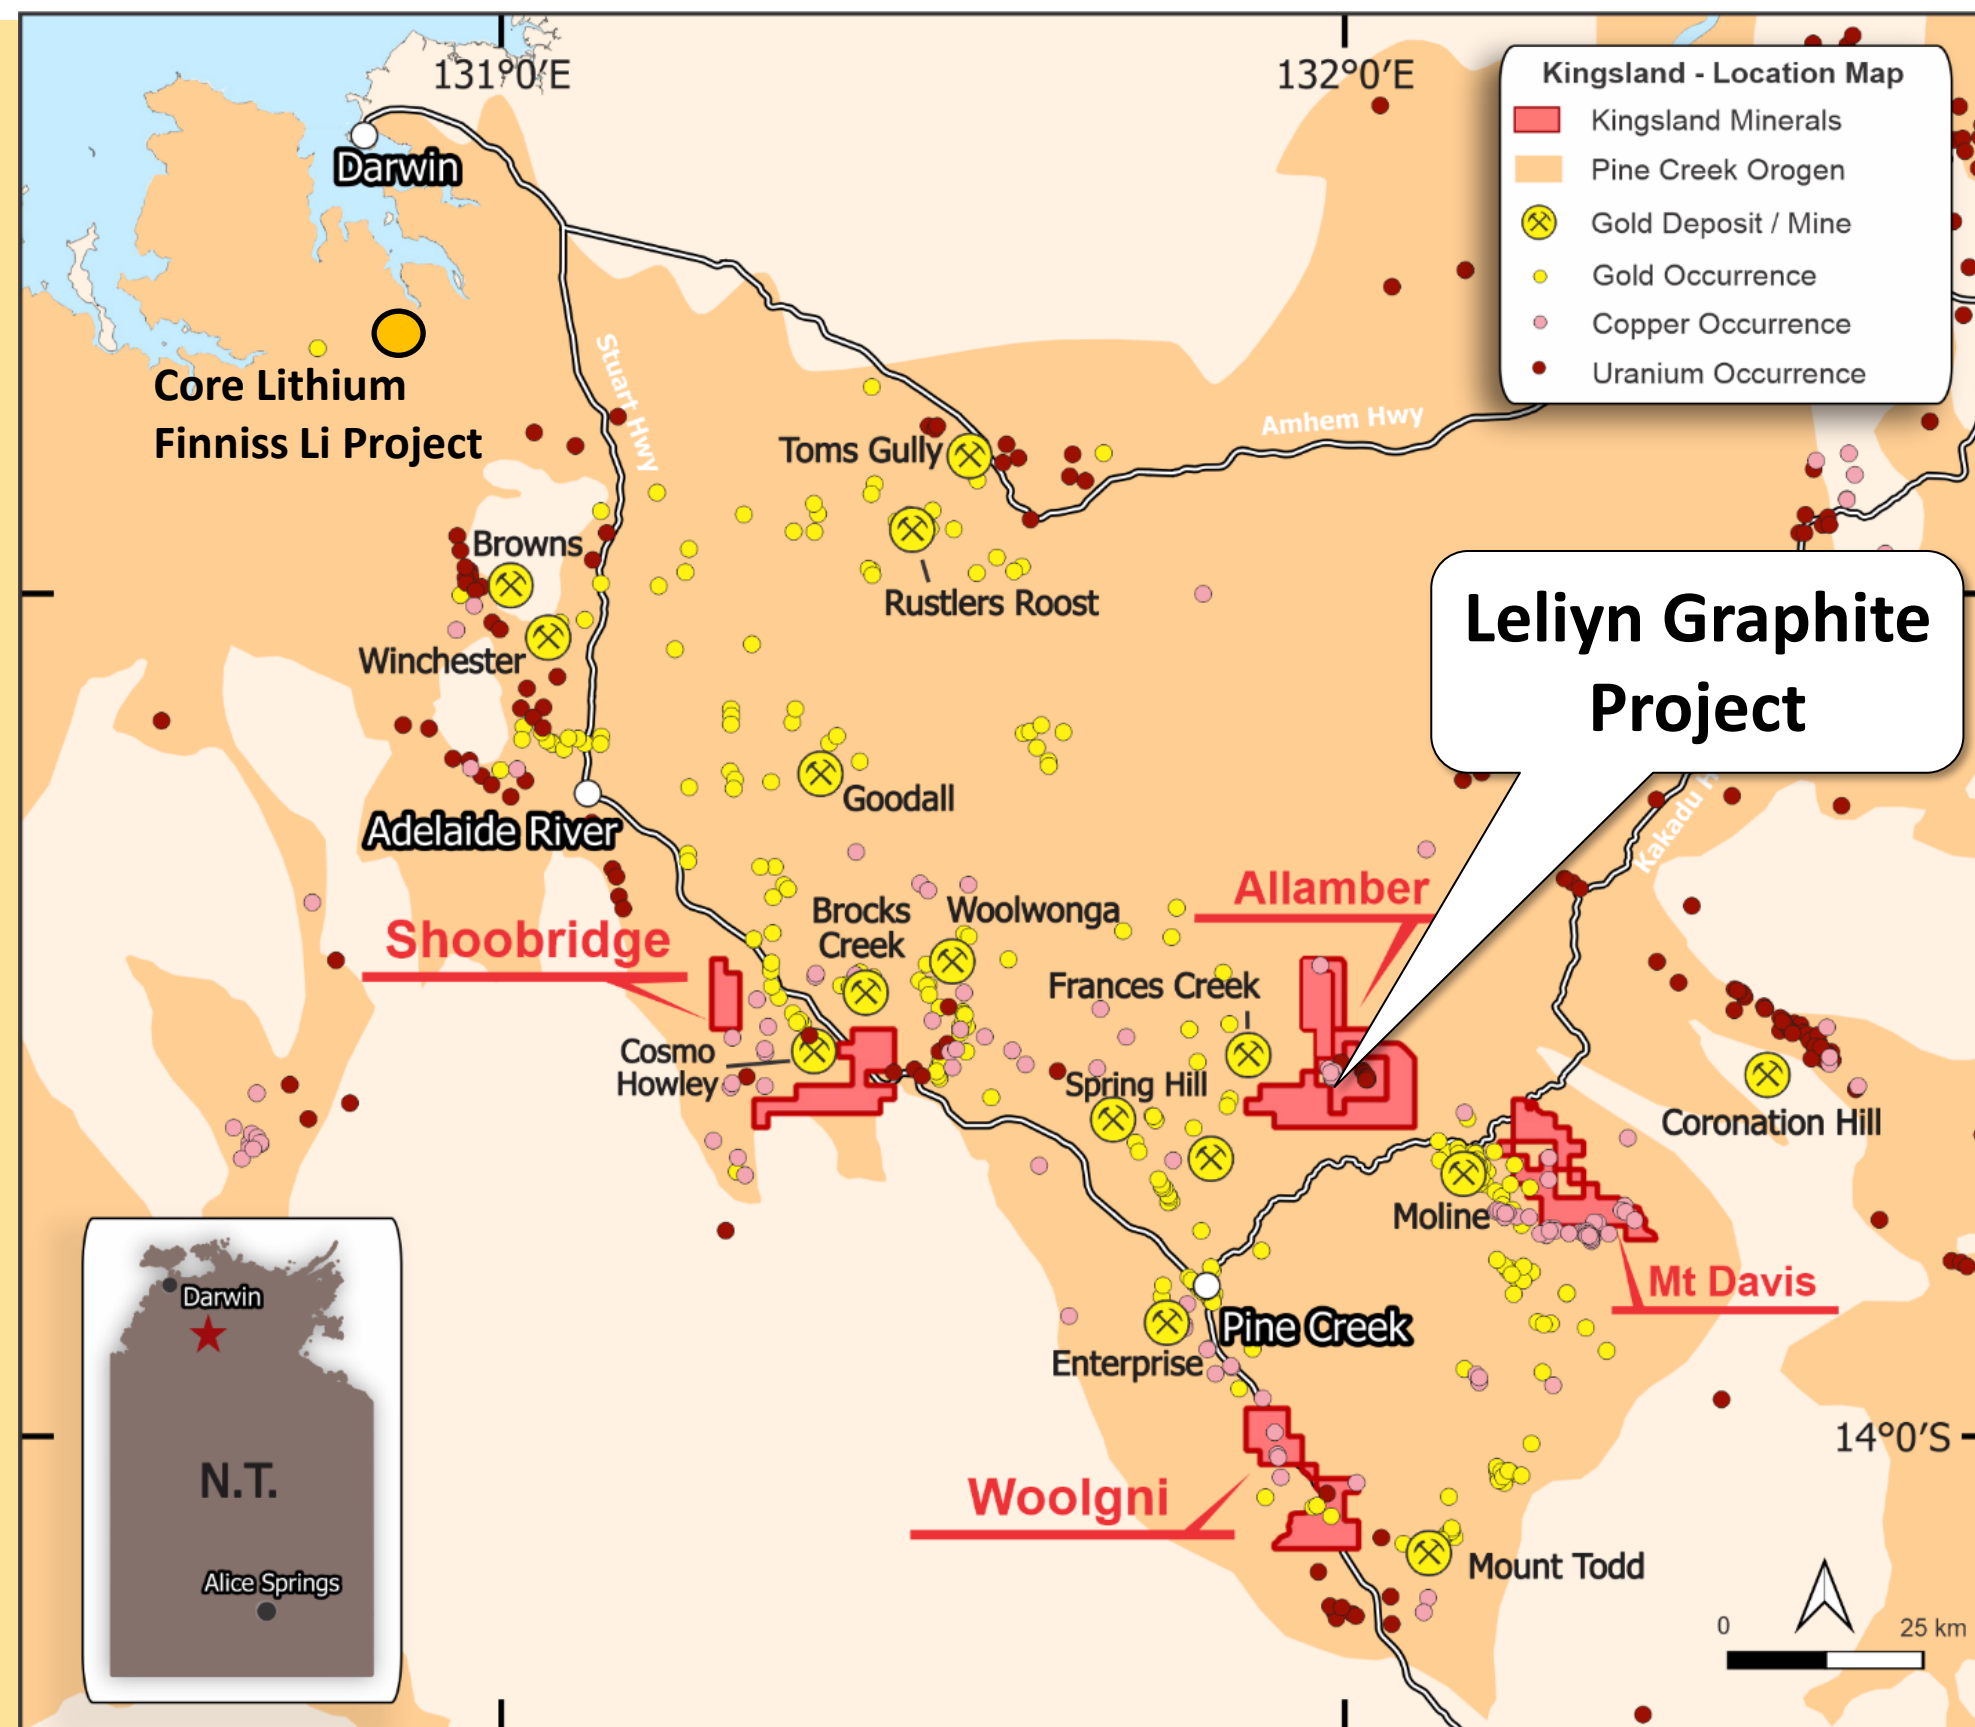 131°0'E
132°0'E
Kingsland - Location Map
Kingsland Minerals
Pine Creek Orogen
Gold Deposit / Mine
Gold Occurrence
Copper Occurrence
Uranium Occurrence
Darwin
Core Lithium
Finniss Li Project
Stuart Hwy
Amhem Hwy
Toms Gully
Browns
Rustlers Roost
Winchester
Leliyn Graphite
Project
Goodall
Adelaide River
Kakadu H
Allamber
Brocks
Creek
Woolwonga
Shoobridge
Frances Creek
Cosmo
Howley
Spring Hill
Coronation Hill
Moline
Mt Davis
Pine Creek
Enterprise
14°0'S
Woolgni
Mount Todd
Darwin
N.T.
Alice Springs
0
25 km